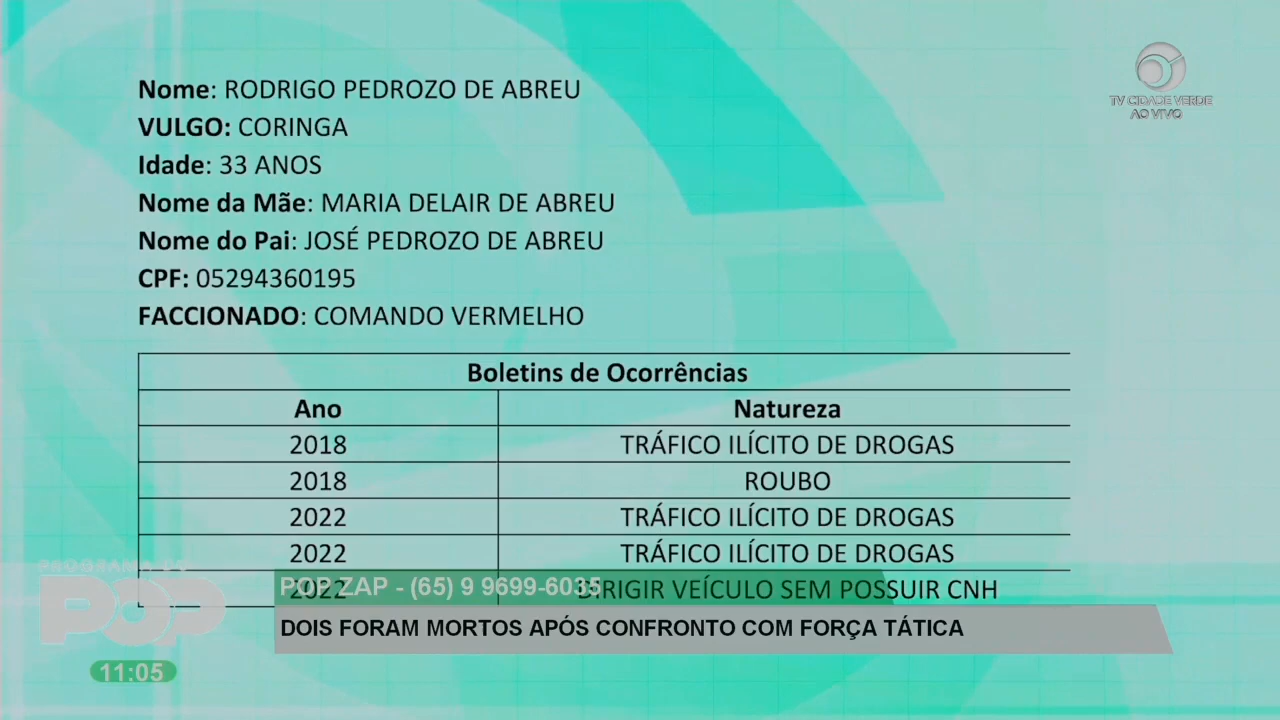 Nome: RODRIGO PEDROZO DE ABREU
TV CIDADE VERDE
AO VIVO
VULGO: CORINGA
Idade: 33 ANOS
Nome da Mãe: MARIA DELAIR DE ABREU
Nome do Pai: JOSÉ PEDROZO DE ABREU
CPF: 05294360195
FACCIONADO: COMANDO VERMELHO
Boletins de Ocorrências
Ano Natureza
2018 TRÁFICO ILÍCITO DE DROGAS
2018 ROUBO
2022 TRÁFICO ILÍCITO DE DROGAS
2022 TRÁFICO ILÍCITO DE DROGAS
2022 DIRIGIR VEÍCULO SEM POSSUIR CNH
PROGRAMA DO
POP
11:05
POP ZAP - (65) 9 9699-6035
DOIS FORAM MORTOS APÓS CONFRONTO COM FORÇA TÁTICA